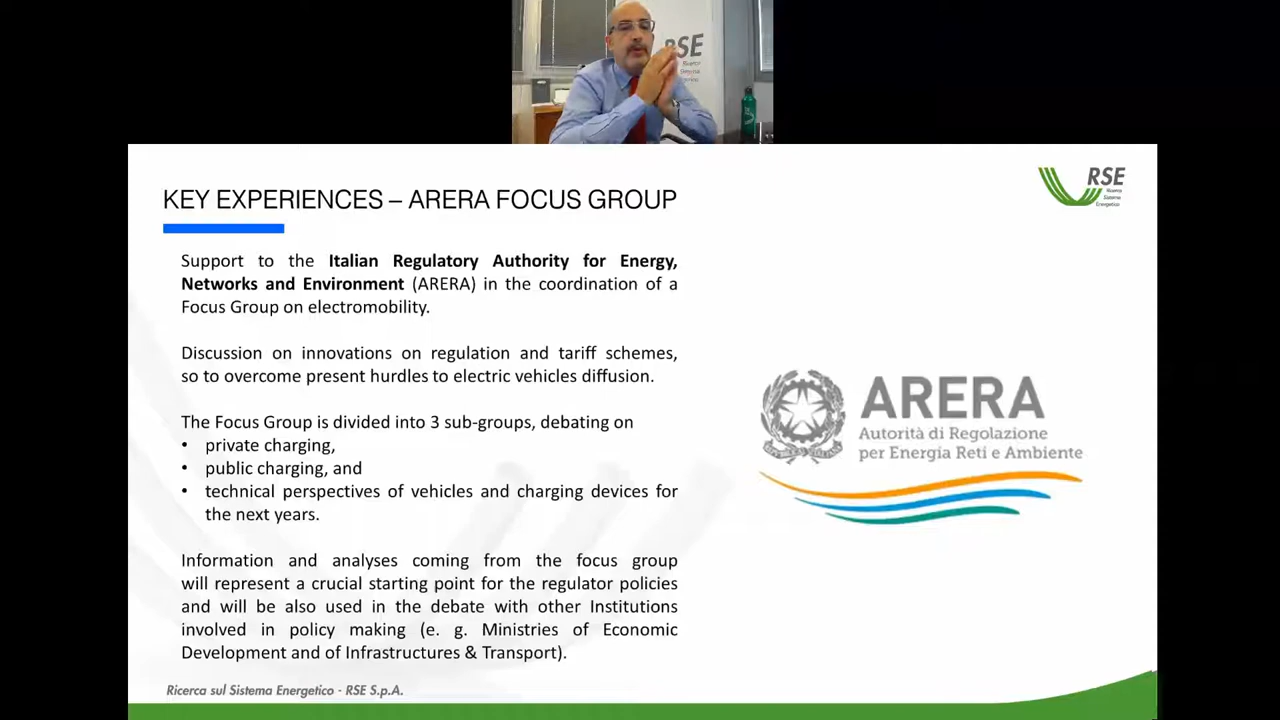 RSE
Ricerca
KEY EXPERIENCES – ARERA FOCUS GROUP
RSE
Ricerca
Sistema
Energetico
Support to the Italian Regulatory Authority for Energy,
Networks and Environment (ARERA) in the coordination of a
Focus Group on electromobility.
Discussion on innovations on regulation and tariff schemes,
so to overcome present hurdles to electric vehicles diffusion.
The Focus Group is divided into 3 sub-groups, debating on
• private charging,
• public charging, and
• technical perspectives of vehicles and charging devices for
the next years.
Information and analyses coming from the focus group
will represent a crucial starting point for the regulator policies
and will be also used in the debate with other Institutions
involved in policy making (e. g. Ministries of Economic
Development and of Infrastructures & Transport).
ARERA
Autorità di Regolazione
per Energia Reti e Ambiente
Ricerca sul Sistema Energetico - RSE S.p.A.